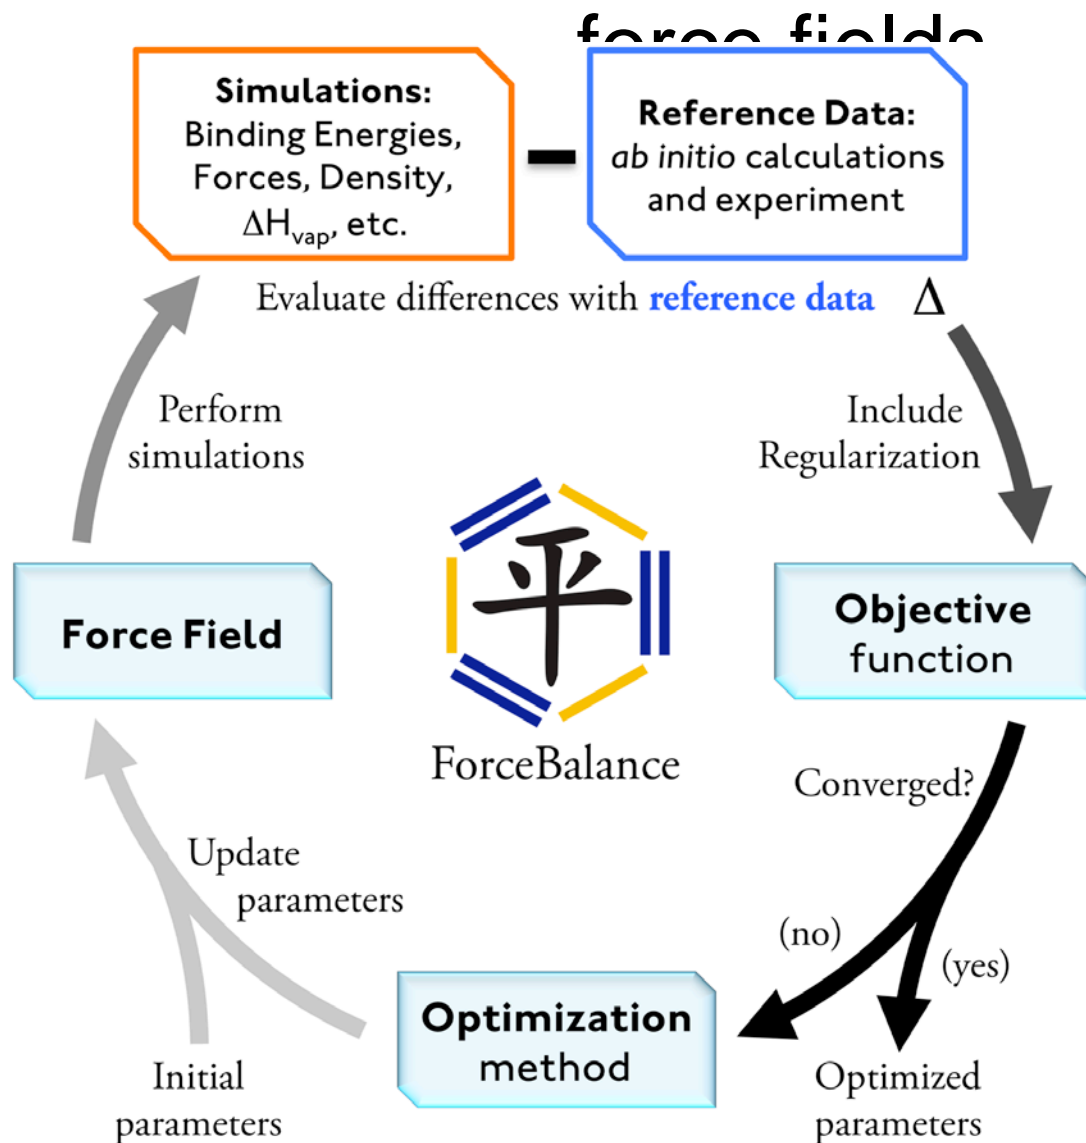 force fields
Simulations:
Binding Energies,
Forces, Density,
ΔHvap, etc.
Reference Data:
ab initio calculations
and experiment
Evaluate differences with reference data Δ
Perform
simulations
Include
Regularization
Force Field
平
ForceBalance
Objective
function
Converged?
Update
parameters
(no)
(yes)
Optimization
method
Initial
parameters
Optimized
parameters